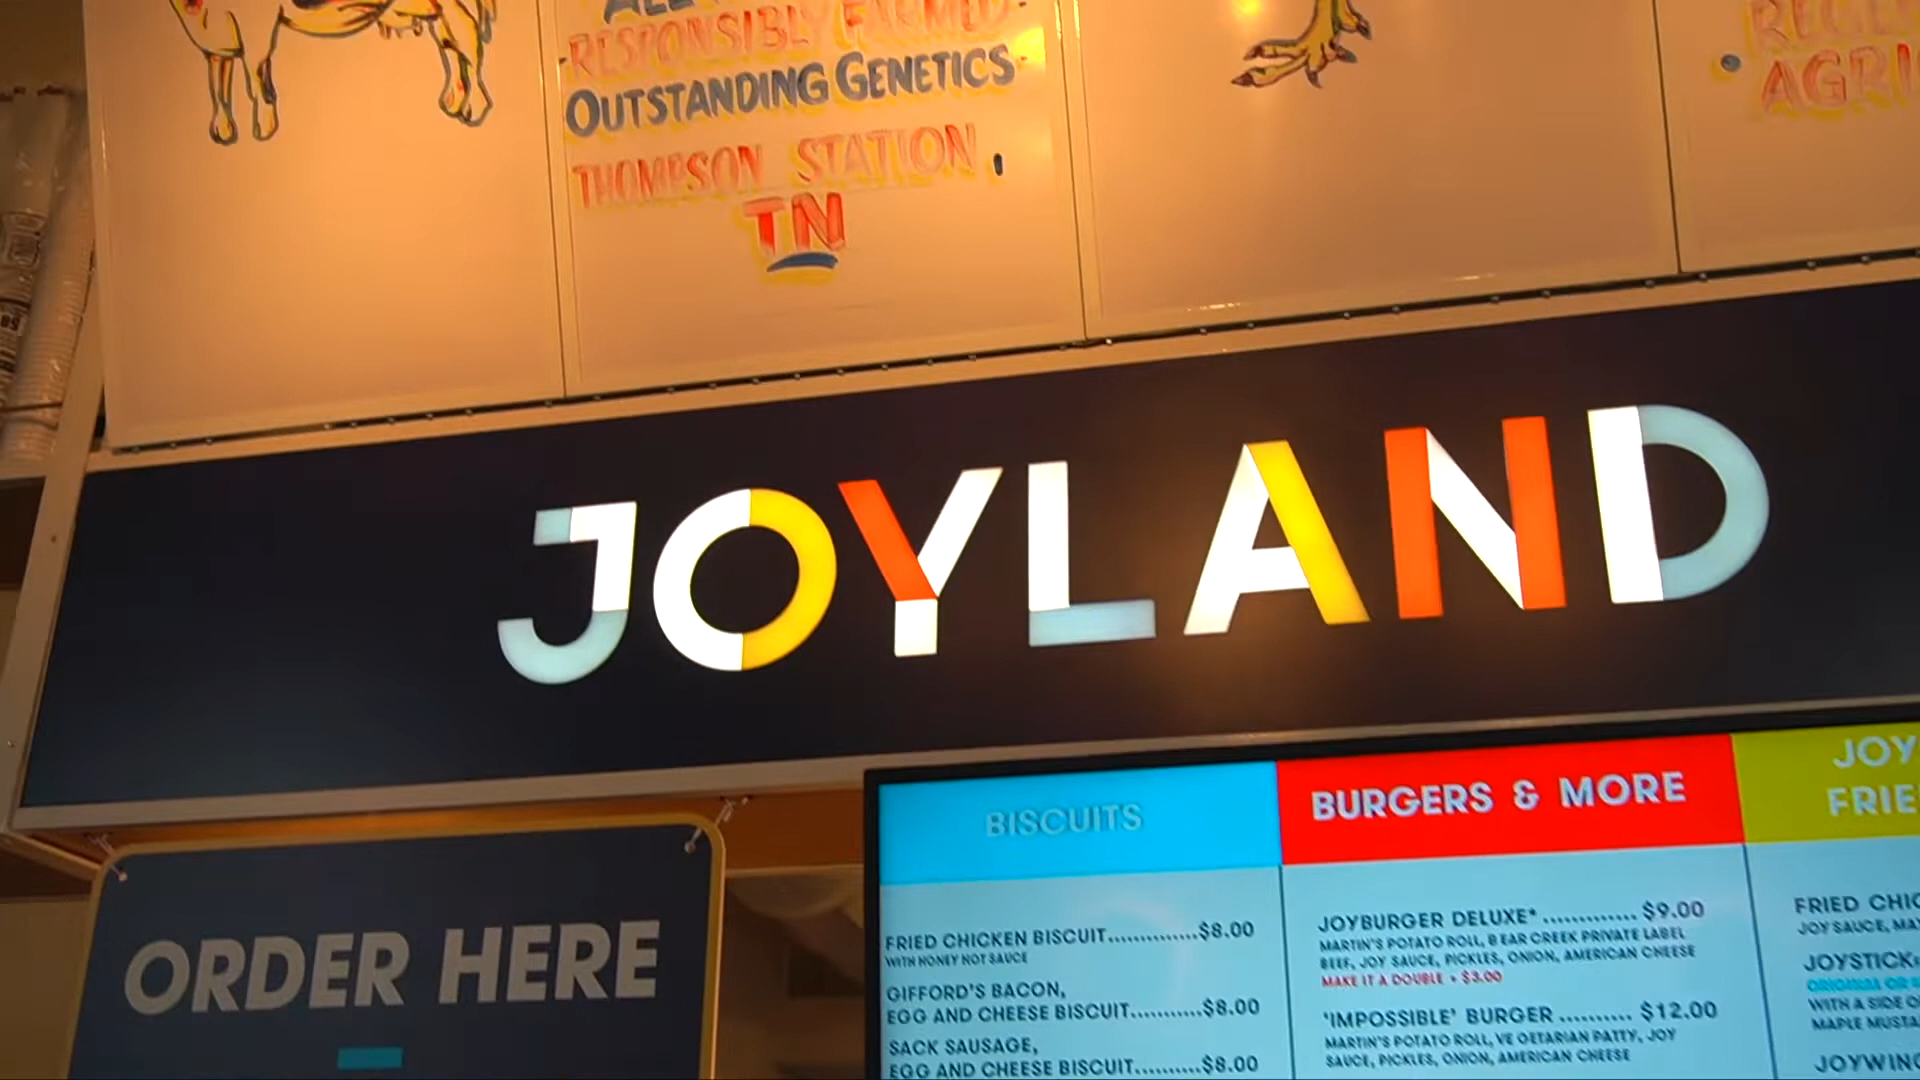 RESPONSIBLY FARMED
OUTSTANDING GENETICS
THOMPSON STATION,
TN
AGRI
JOYLAND
ORDER HERE
BISCUITS
FRIED CHICKEN BISCUIT..............$8.00
WITH HONEY HOT SAUCE
GIFFORD'S BACON,
EGG AND CHEESE BISCUIT...........$8.00
SACK SAUSAGE,
EGG AND CHEESE BISCUIT..........$8.00
BURGERS & MORE
JOYBURGER DELUXE* ............. $9.00
MARTIN'S POTATO ROLL, BEAR CREEK PRIVATE LABEL
BEEF, JOY SAUCE, PICKLES, ONION, AMERICAN CHEESE
MAKE IT A DOUBLE + $3.00
'IMPOSSIBLE' BURGER .......... $12.00
MARTIN'S POTATO ROLL, VEGETARIAN PATTY, JOY
SAUCE, PICKLES, ONION, AMERICAN CHEESE
JOY
FRIE
FRIED CHIC
JOY SAUCE, MA
JOYSTICK
WITH A SIDE O
MAPLE MUSTA
JOYWING